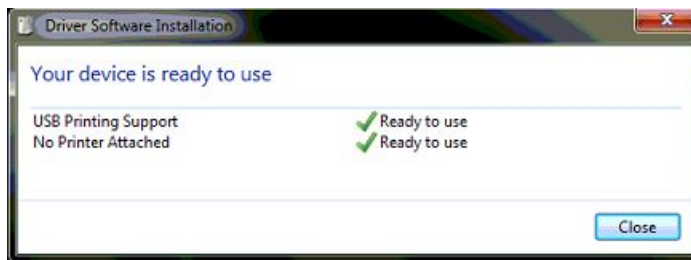 Driver Software Installation
Your device is ready to use
USB Printing Support Ready to use
No Printer Attached Ready to use
Close